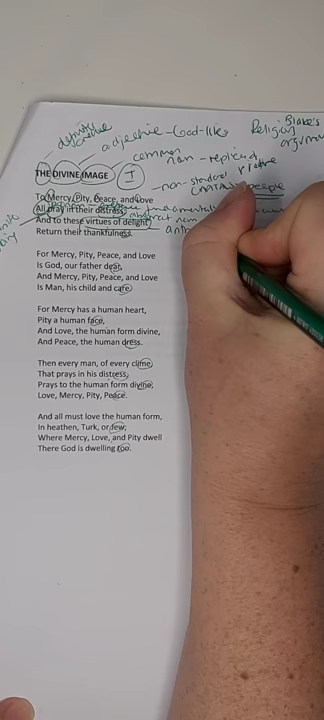 Blake's
definite
adjective - God-like
Religion
common
noun - replica
THE DIVINE IMAGE
I
non-standard
people
To Mercy, Pity, Peace, and Love
All pray in their distress;
abstract noun
And to these virtues of delight
Return their thankfulness.
For Mercy, Pity, Peace, and Love
Is God, our father dear,
And Mercy, Pity, Peace, and Love
Is Man, his child and care.
For Mercy has a human heart,
Pity a human face,
And Love, the human form divine,
And Peace, the human dress.
Then every man, of every clime
That prays in his distress,
Prays to the human form divine,
Love, Mercy, Pity, Peace.
And all must love the human form,
In heathen, Turk, or Jew;
Where Mercy, Love, and Pity dwell
There God is dwelling too.